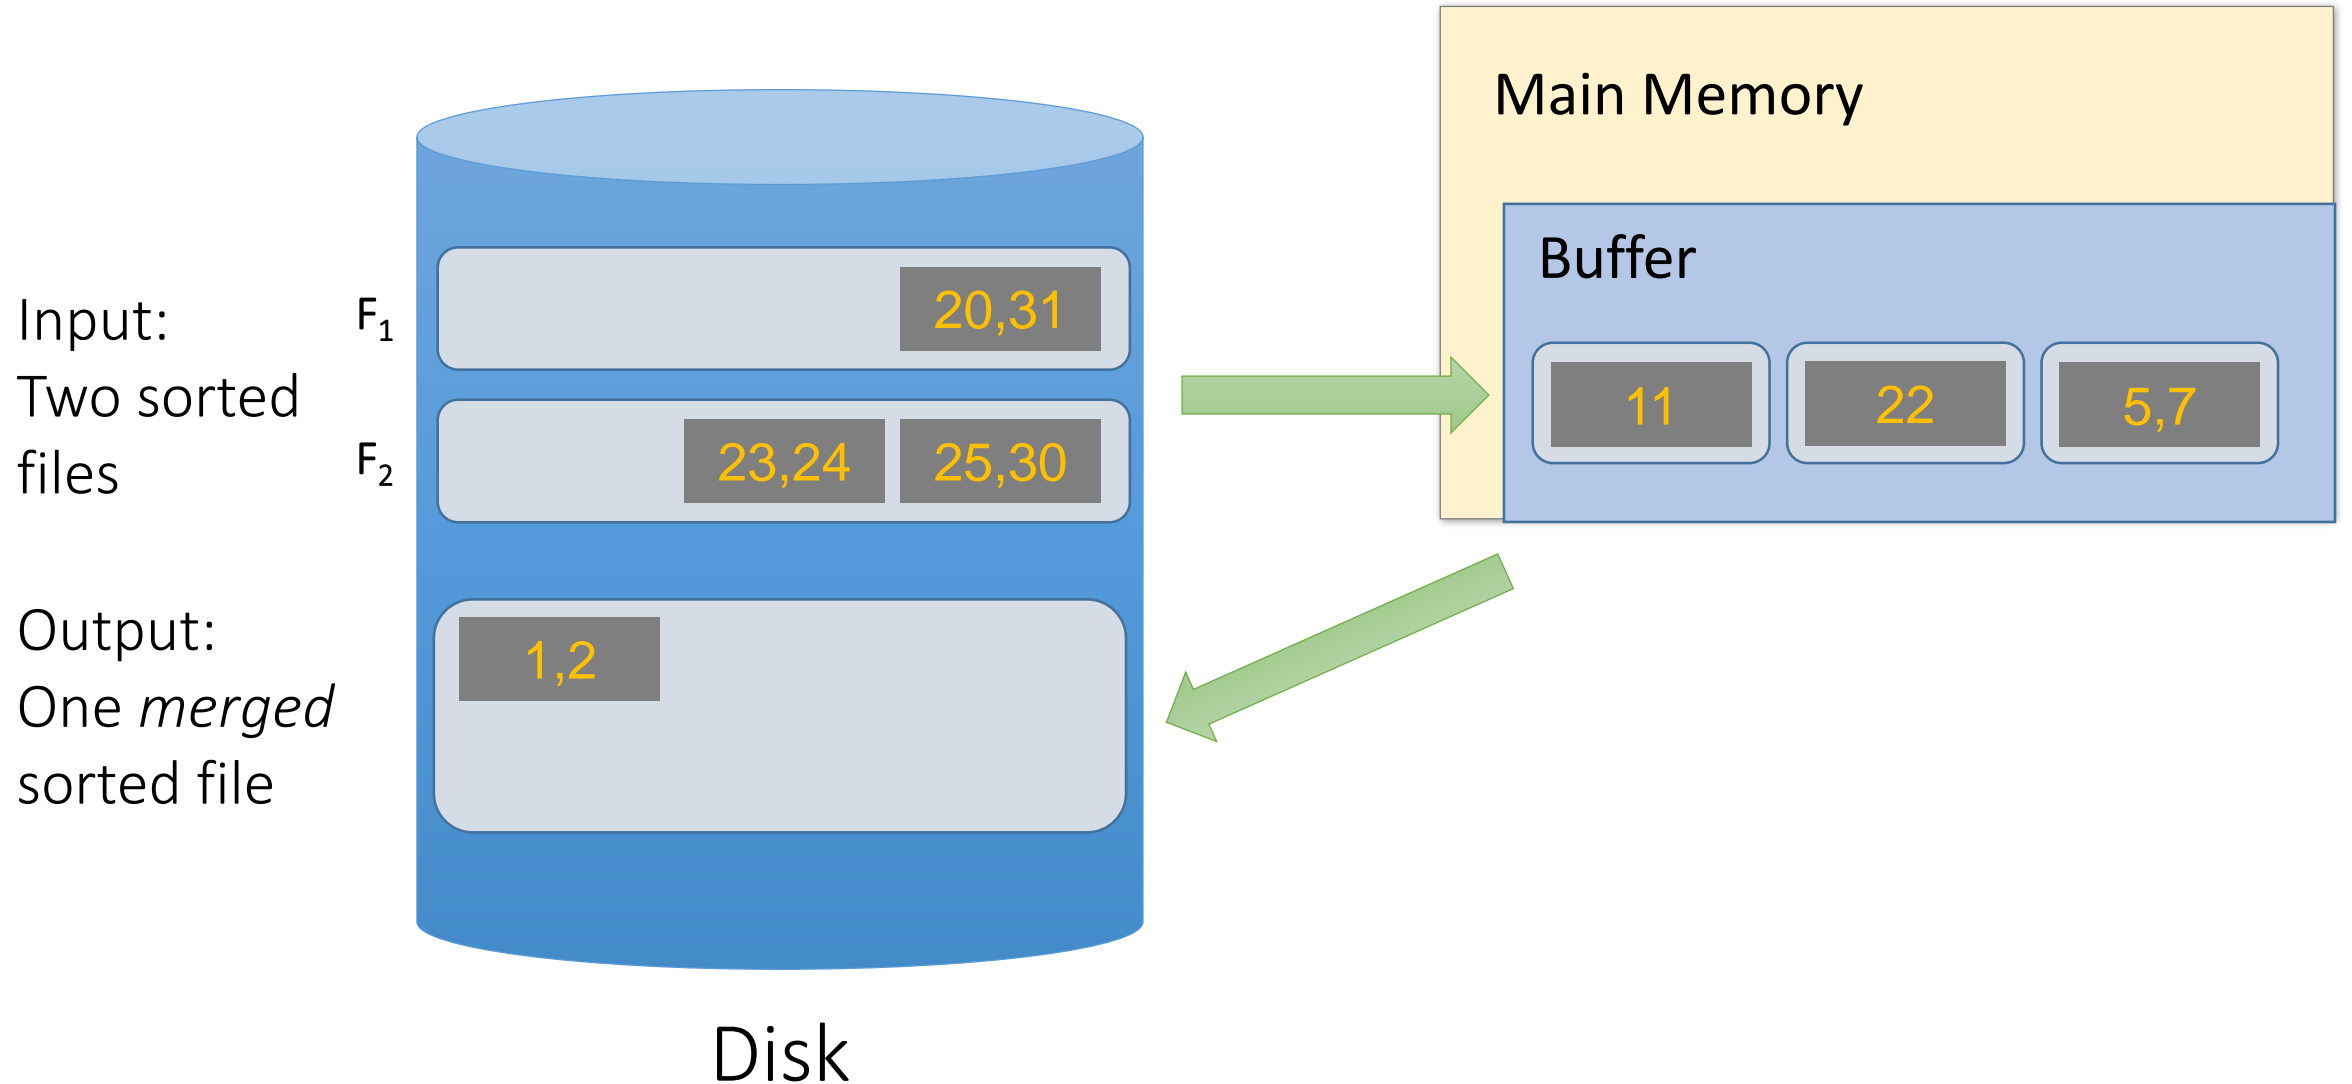 Main Memory
Buffer
11
22
5,7
Input:
Two sorted
files
F1
20,31
F2
23,24
25,30
Output:
One merged
sorted file
1,2
Disk